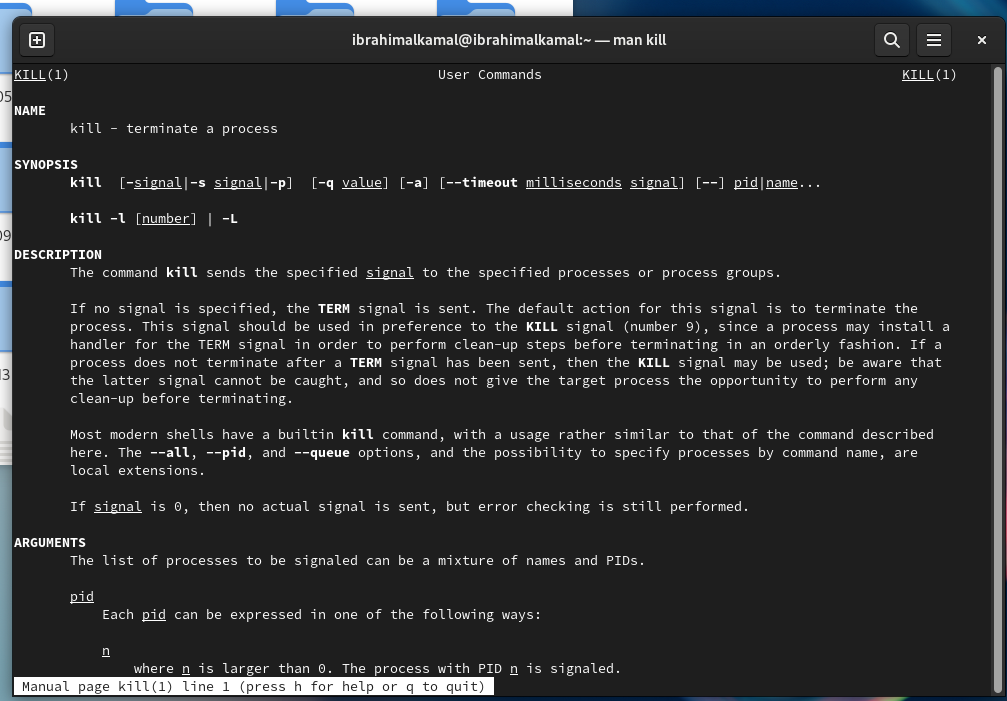 ibrahimalkamal@ibrahimalkamal:~ — man kill
KILL(1) User Commands KILL(1)
NAME
kill - terminate a process
SYNOPSIS
kill [-signal|-s signal|-p] [-q value] [-a] [--timeout milliseconds signal] [--] pid|name...
kill -l [number] | -L
DESCRIPTION
The command kill sends the specified signal to the specified processes or process groups.
If no signal is specified, the TERM signal is sent. The default action for this signal is to terminate the
process. This signal should be used in preference to the KILL signal (number 9), since a process may install a
handler for the TERM signal in order to perform clean-up steps before terminating in an orderly fashion. If a
process does not terminate after a TERM signal has been sent, then the KILL signal may be used; be aware that
the latter signal cannot be caught, and so does not give the target process the opportunity to perform any
clean-up before terminating.
Most modern shells have a builtin kill command, with a usage rather similar to that of the command described
here. The --all, --pid, and --queue options, and the possibility to specify processes by command name, are
local extensions.
If signal is 0, then no actual signal is sent, but error checking is still performed.
ARGUMENTS
The list of processes to be signaled can be a mixture of names and PIDs.
pid
Each pid can be expressed in one of the following ways:
n
where n is larger than 0. The process with PID n is signaled.
Manual page kill(1) line 1 (press h for help or q to quit)